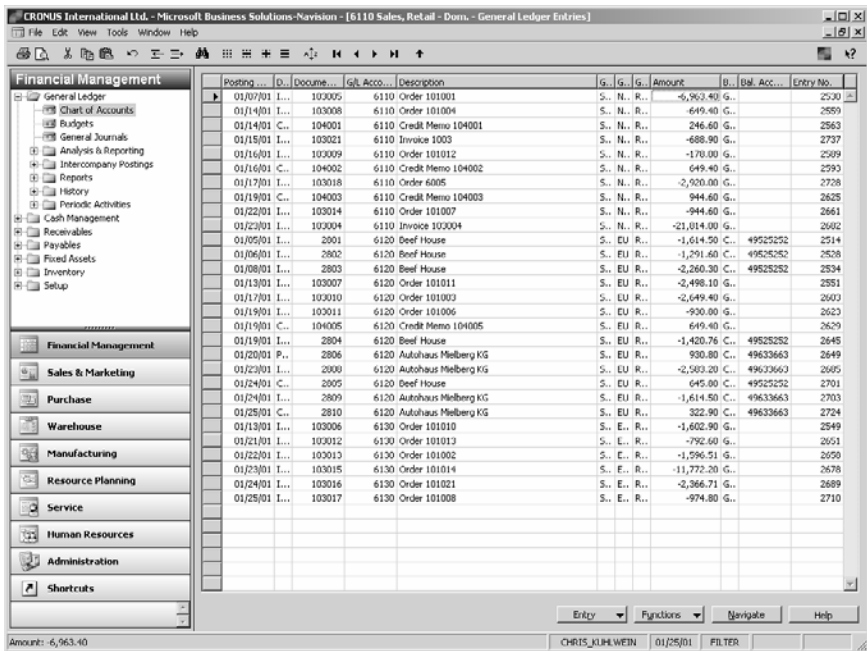 CRONUS International Ltd. - Microsoft Business Solutions-Navision - [6110 Sales, Retail - Dom. - General Ledger Entries]
File Edit View Tools Window Help
Financial Management
General Ledger
Chart of Accounts
Budgets
General Journals
Analysis & Reporting
Intercompany Postings
Reports
History
Periodic Activities
Cash Management
Receivables
Payables
Fixed Assets
Inventory
Setup
Financial Management
Sales & Marketing
Purchase
Warehouse
Manufacturing
Resource Planning
Service
Human Resources
Administration
Shortcuts
Posting ... D.. Docume... G/L Acco... Description G.. G.. G.. Amount B.. Bal. Acc... Entry No.
01/07/01 I... 103005 6110 Order 101001 S.. N.. R... -6,963.40 G.. 2530
01/14/01 I... 103008 6110 Order 101004 S.. N.. R... -649.40 G.. 2559
01/14/01 C... 104001 6110 Credit Memo 104001 S.. N.. R... 246.60 G.. 2563
01/15/01 I... 103021 6110 Invoice 1003 S.. N.. R... -688.90 G.. 2737
01/16/01 I... 103009 6110 Order 101012 S.. N.. R... -178.00 G.. 2589
01/16/01 C... 104002 6110 Credit Memo 104002 S.. N.. R... 649.40 G.. 2593
01/17/01 I... 103018 6110 Order 6005 S.. N.. R... -2,920.00 G.. 2728
01/19/01 C... 104003 6110 Credit Memo 104003 S.. N.. R... 944.60 G.. 2625
01/22/01 I... 103014 6110 Order 101007 S.. N.. R... -944.60 G.. 2661
01/23/01 I... 103004 6110 Invoice 103004 S.. N.. R... -21,814.00 G.. 2682
01/05/01 I... 2801 6120 Beef House S.. EU R... -1,614.50 C.. 49525252 2514
01/06/01 I... 2802 6120 Beef House S.. EU R... -1,291.60 C.. 49525252 2528
01/08/01 I... 2803 6120 Beef House S.. EU R... -2,260.30 C.. 49525252 2534
01/13/01 I... 103007 6120 Order 101011 S.. EU R... -2,498.10 G.. 2551
01/17/01 I... 103010 6120 Order 101003 S.. EU R... -2,649.40 G.. 2603
01/19/01 I... 103011 6120 Order 101006 S.. EU R... -930.00 G.. 2623
01/19/01 C... 104005 6120 Credit Memo 104005 S.. EU R... 649.40 G.. 2629
01/19/01 I... 2804 6120 Beef House S.. EU R... -1,420.76 C.. 49525252 2645
01/20/01 P.. 2806 6120 Autohaus Mielberg KG S.. EU R... 930.80 C.. 49633663 2649
01/23/01 I... 2808 6120 Autohaus Mielberg KG S.. EU R... -2,583.20 C.. 49633663 2685
01/24/01 C... 2805 6120 Beef House S.. EU R... 645.80 C.. 49525252 2701
01/24/01 I... 2809 6120 Autohaus Mielberg KG S.. EU R... -1,614.50 C.. 49633663 2703
01/25/01 C... 2810 6120 Autohaus Mielberg KG S.. EU R... 322.90 C.. 49633663 2724
01/13/01 I... 103006 6130 Order 101010 S.. E.. R... -1,602.90 G.. 2549
01/21/01 I... 103012 6130 Order 101013 S.. E.. R... -792.60 G.. 2651
01/22/01 I... 103013 6130 Order 101002 S.. E.. R... -1,596.51 G.. 2658
01/23/01 I... 103015 6130 Order 101014 S.. E.. R... -11,772.20 G.. 2678
01/24/01 I... 103016 6130 Order 101021 S.. E.. R... -2,366.71 G.. 2689
01/25/01 I... 103017 6130 Order 101008 S.. E.. R... -974.80 G.. 2710
Entry Functions Navigate Help
Amount: -6,963.40 CHRIS_KUHLWEIN 01/25/01 FILTER